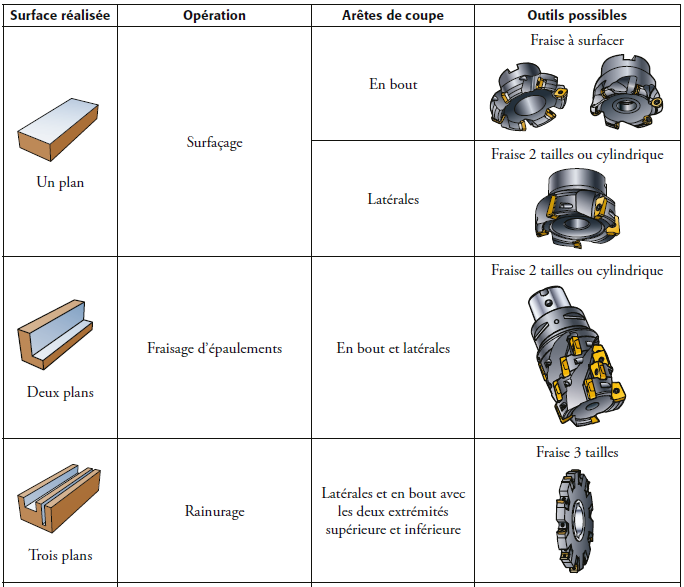 Surface réalisée
Opération
Arêtes de coupe
Outils possibles
Un plan
Surfaçage
En bout
Fraise à surfacer
Latérales
Fraise 2 tailles ou cylindrique
Deux plans
Fraisage d'épaulements
En bout et latérales
Fraise 2 tailles ou cylindrique
Trois plans
Rainurage
Latérales et en bout avec
les deux extrémités
supérieure et inférieure
Fraise 3 tailles